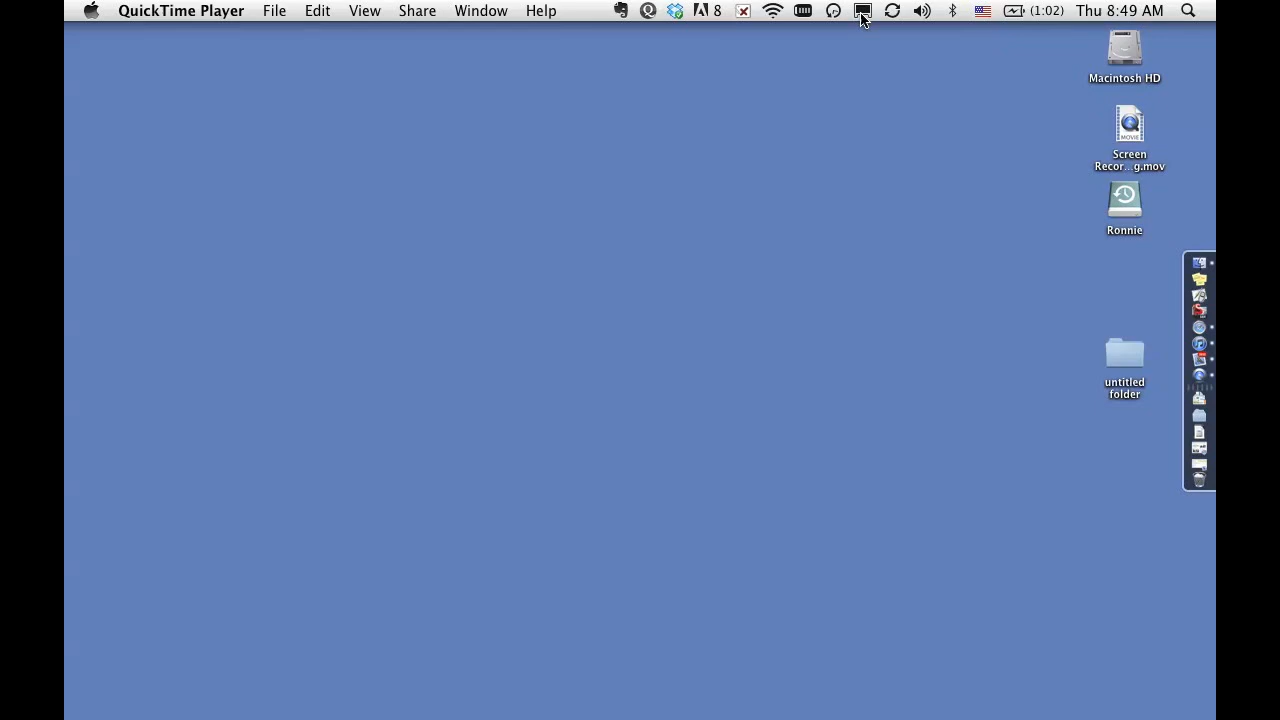 QuickTime Player File Edit View Share Window Help 8 (1:02) Thu 8:49 AM
Macintosh HD
MOVIE
Screen
Recor...g.mov
Ronnie
untitled
folder